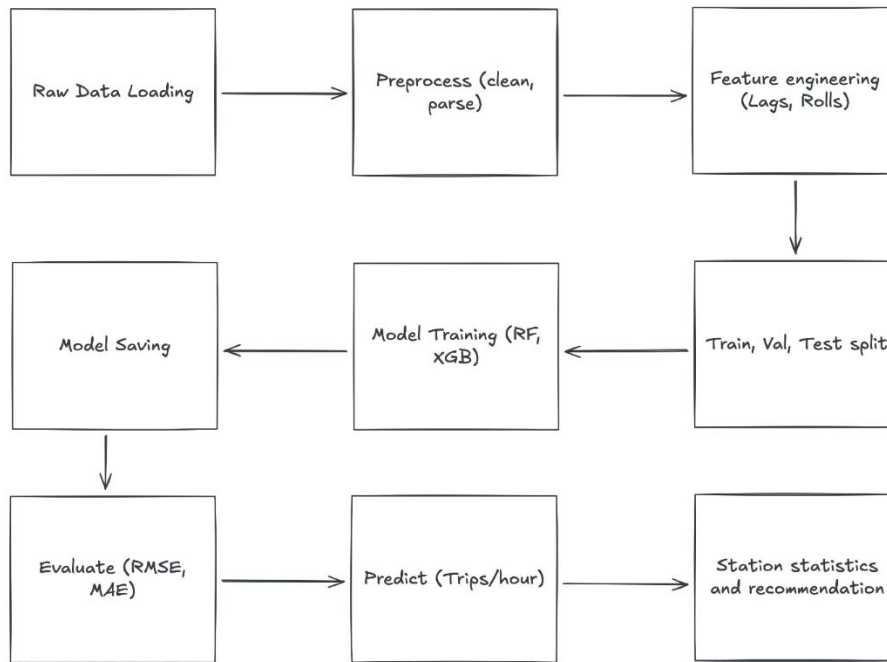 Raw Data Loading
Preprocess (clean,
parse)
Feature engineering
(Lags, Rolls)
Train, Val, Test split
Model Training (RF,
XGB)
Model Saving
Evaluate (RMSE,
MAE)
Predict (Trips/hour)
Station statistics
and recommendation